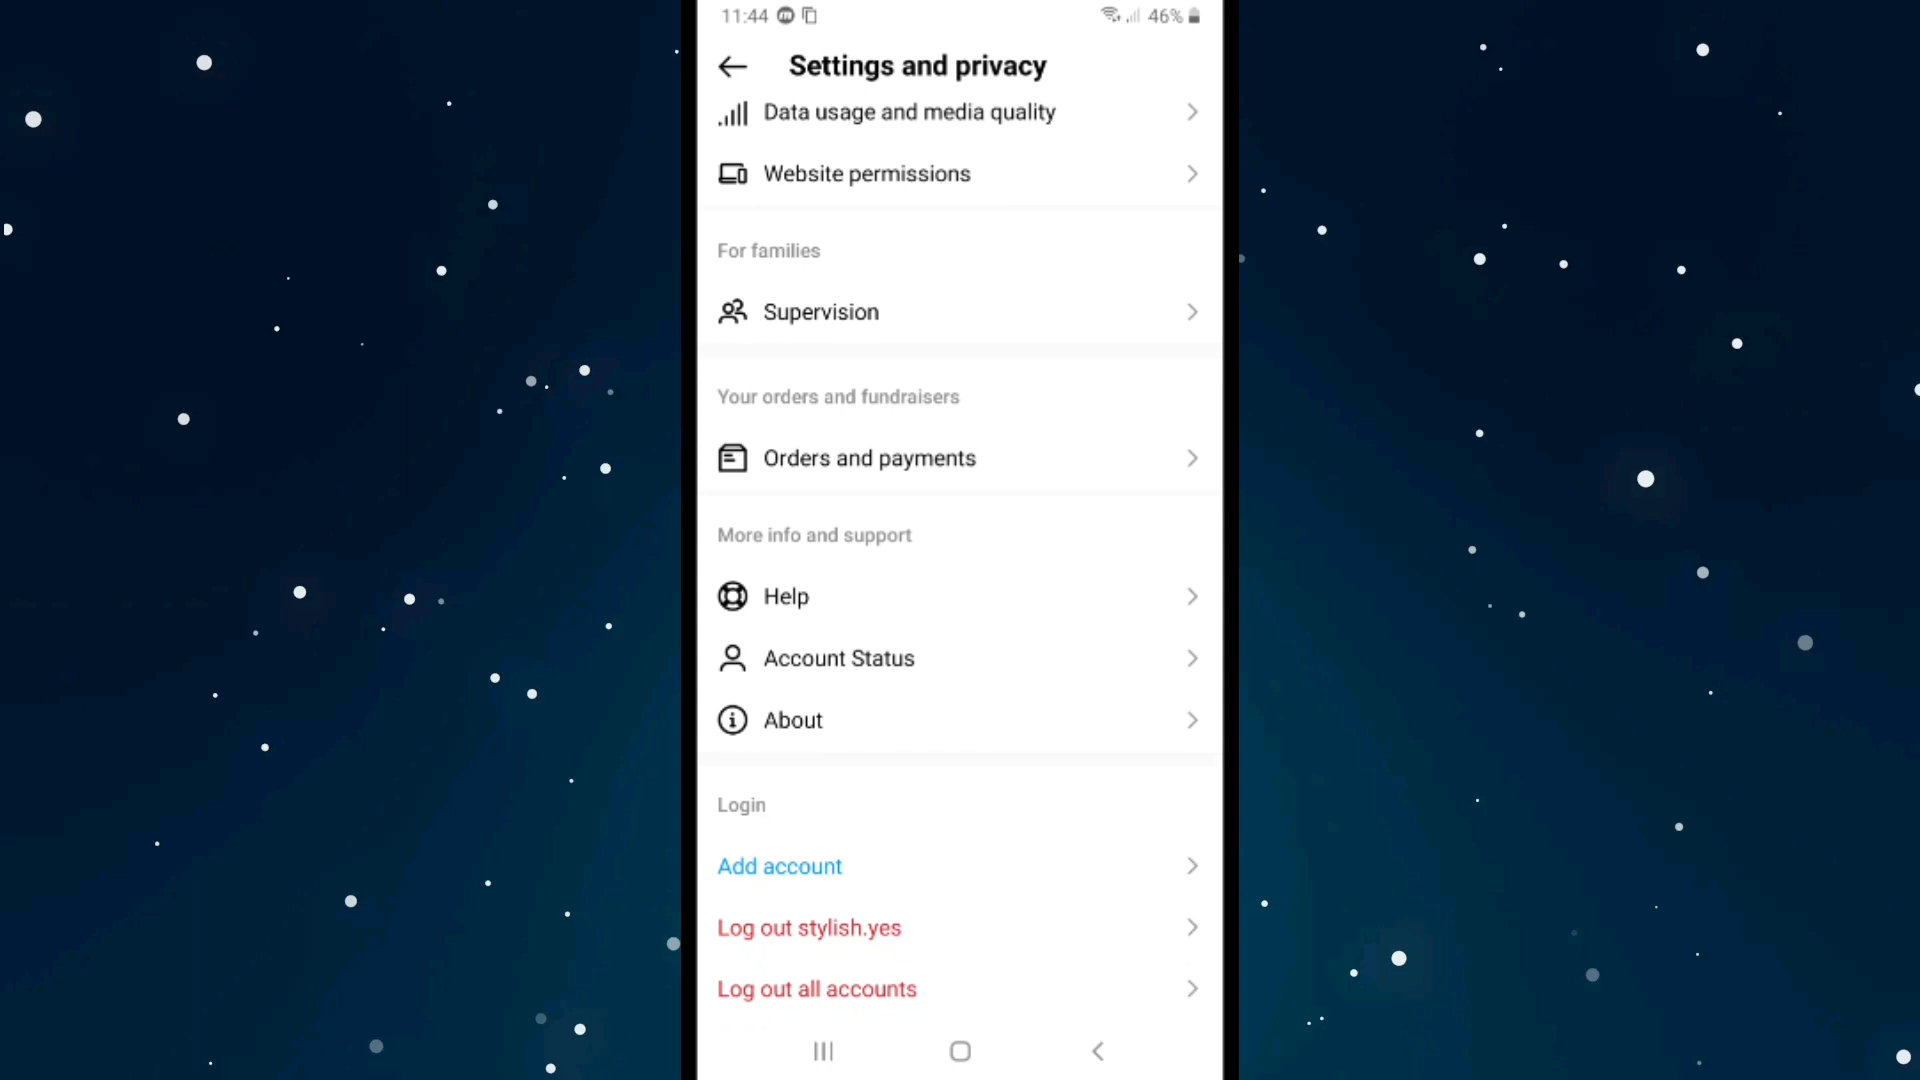 11:44
46%
Settings and privacy
Data usage and media quality
Website permissions
For families
Supervision
Your orders and fundraisers
Orders and payments
More info and support
Help
Account Status
About
Login
Add account
Log out stylish.yes
Log out all accounts